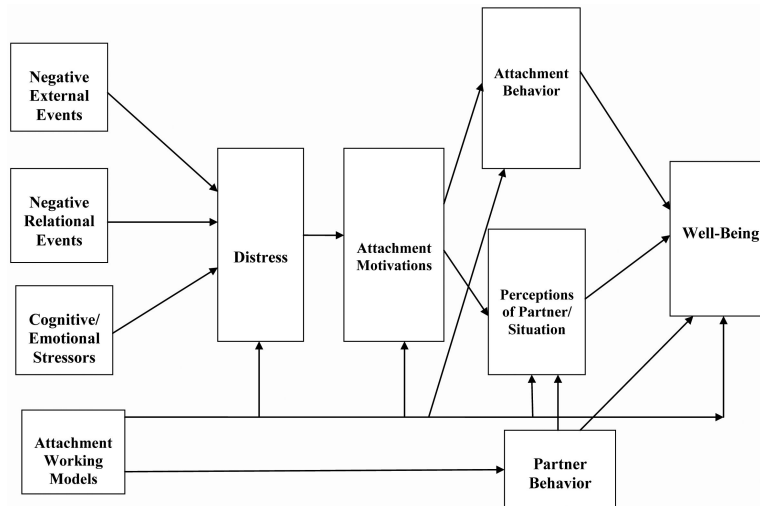 Negative
External
Events
Negative
Relational
Events
Cognitive/
Emotional
Stressors
Attachment
Working
Models
Distress
Attachment
Motivations
Attachment
Behavior
Perceptions
of Partner/
Situation
Partner
Behavior
Well-Being